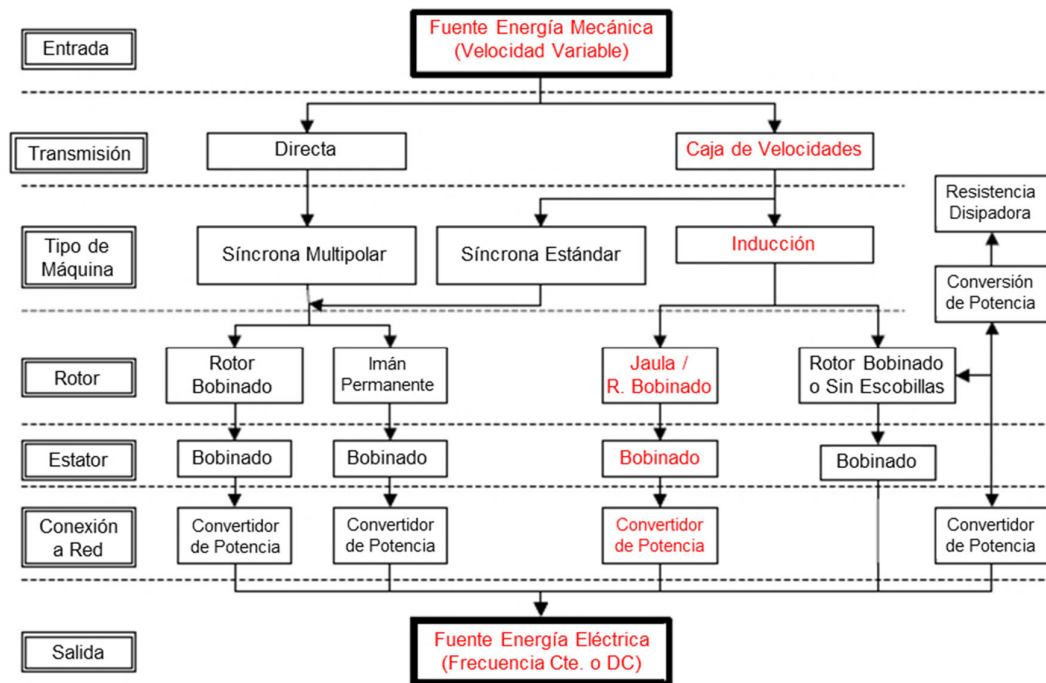 Entrada
Fuente Energía Mecánica
(Velocidad Variable)
Transmisión
Directa
Caja de Velocidades
Tipo de
Máquina
Síncrona Multipolar
Síncrona Estándar
Inducción
Resistencia
Disipadora
Conversión
de Potencia
Rotor
Rotor
Bobinado
Imán
Permanente
Jaula /
R. Bobinado
Rotor Bobinado
o Sin Escobillas
Estator
Bobinado
Bobinado
Bobinado
Bobinado
Conexión
a Red
Convertidor
de Potencia
Convertidor
de Potencia
Convertidor
de Potencia
Convertidor
de Potencia
Salida
Fuente Energía Eléctrica
(Frecuencia Cte. o DC)